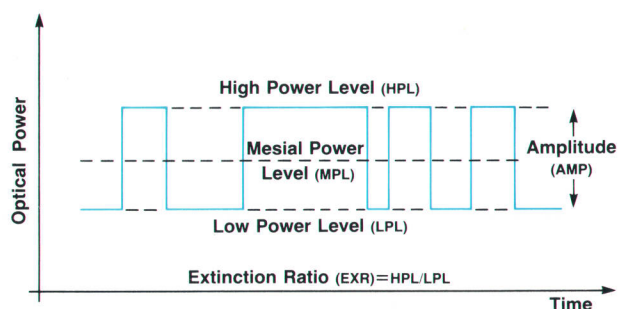 High Power Level (HPL)
Mesial Power
Level (MPL)
Amplitude
(AMP)
Optical Power
Low Power Level (LPL)
Extinction Ratio (EXR)=HPL/LPL
Time